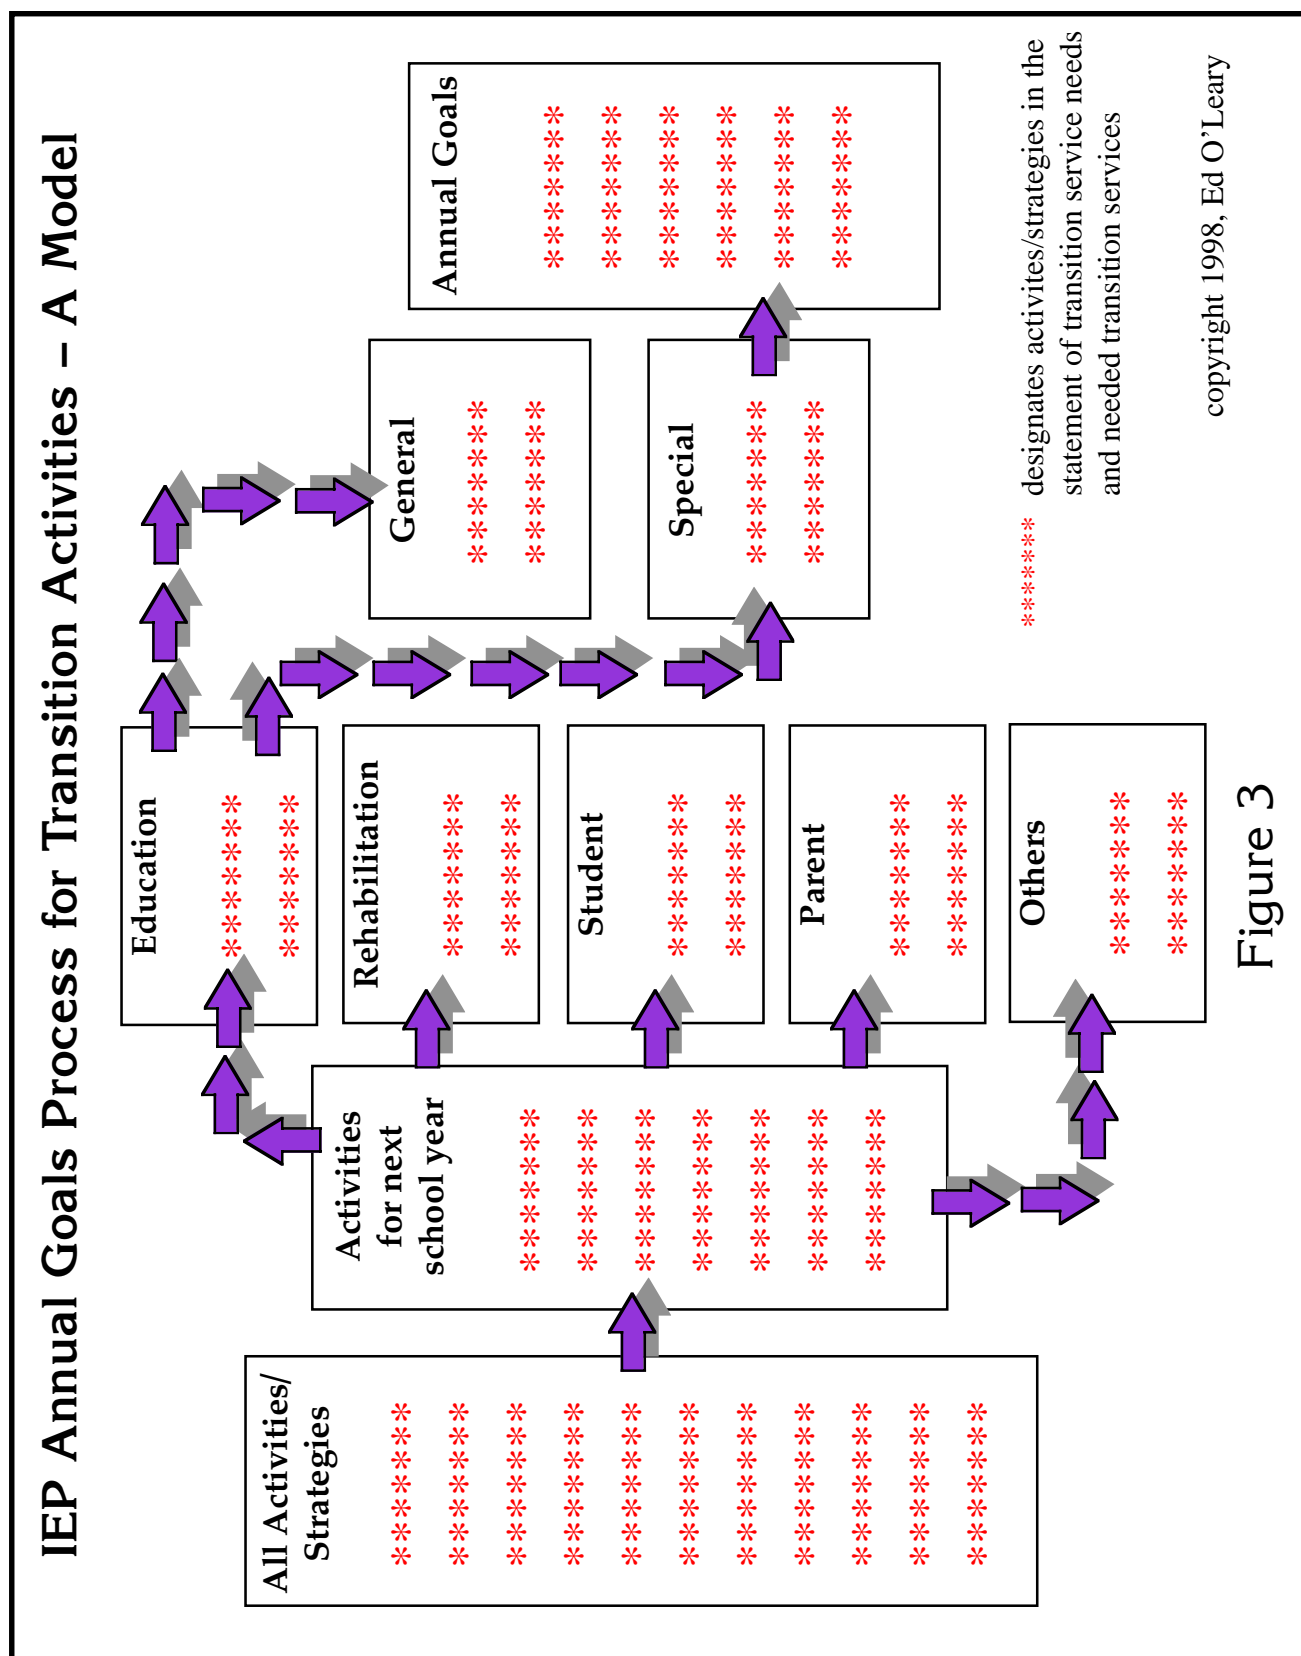 IEP Annual Goals Process for Transition Activities – A Model
All Activities/
Strategies
*******
*******
*******
*******
*******
*******
*******
*******
*******
*******
*******
Activities
for next
school year
*******
*******
*******
*******
*******
*******
*******
Education
*******
*******
Rehabilitation
*******
*******
Student
*******
*******
Parent
*******
*******
Others
*******
*******
General
*******
*******
Special
*******
*******
Annual Goals
*******
*******
*******
*******
*******
*******
******** designates activites/strategies in the
statement of transition service needs
and needed transition services
copyright 1998, Ed O'Leary
Figure 3